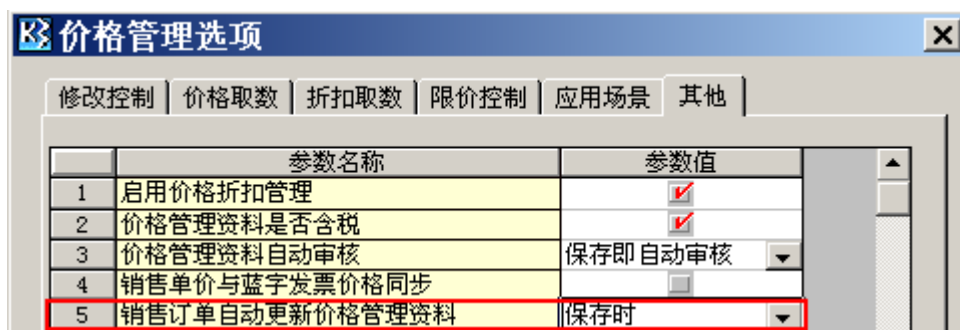 K3 价格管理选项
修改控制 价格取数 折扣取数 限价控制 应用场景 其他
参数名称 参数值
1 启用价格折扣管理
2 价格管理资料是否含税
3 价格管理资料自动审核 保存即自动审核
4 销售单价与蓝字发票价格同步
5 销售订单自动更新价格管理资料 保存时